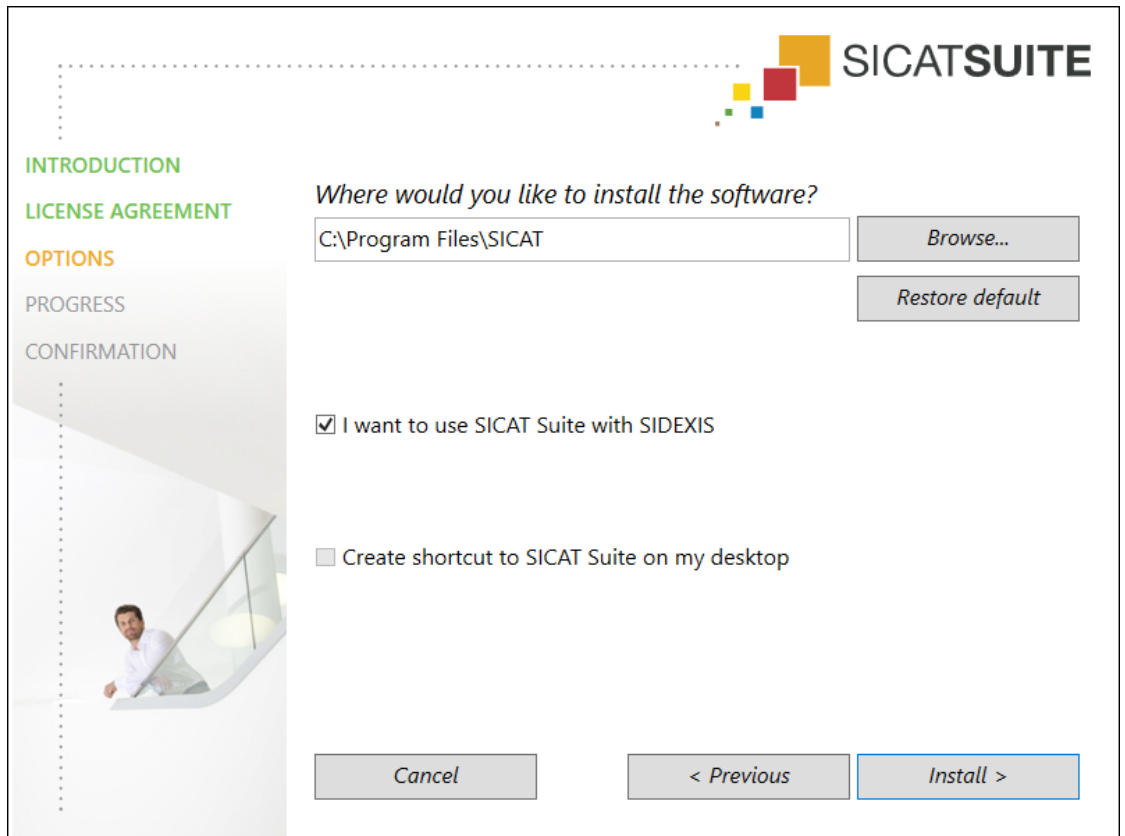 SICATSUITE
INTRODUCTION
LICENSE AGREEMENT
OPTIONS
PROGRESS
CONFIRMATION
Where would you like to install the software?
C:\Program Files\SICAT
Browse...
Restore default
I want to use SICAT Suite with SIDEXIS
Create shortcut to SICAT Suite on my desktop
Cancel
< Previous
Install >